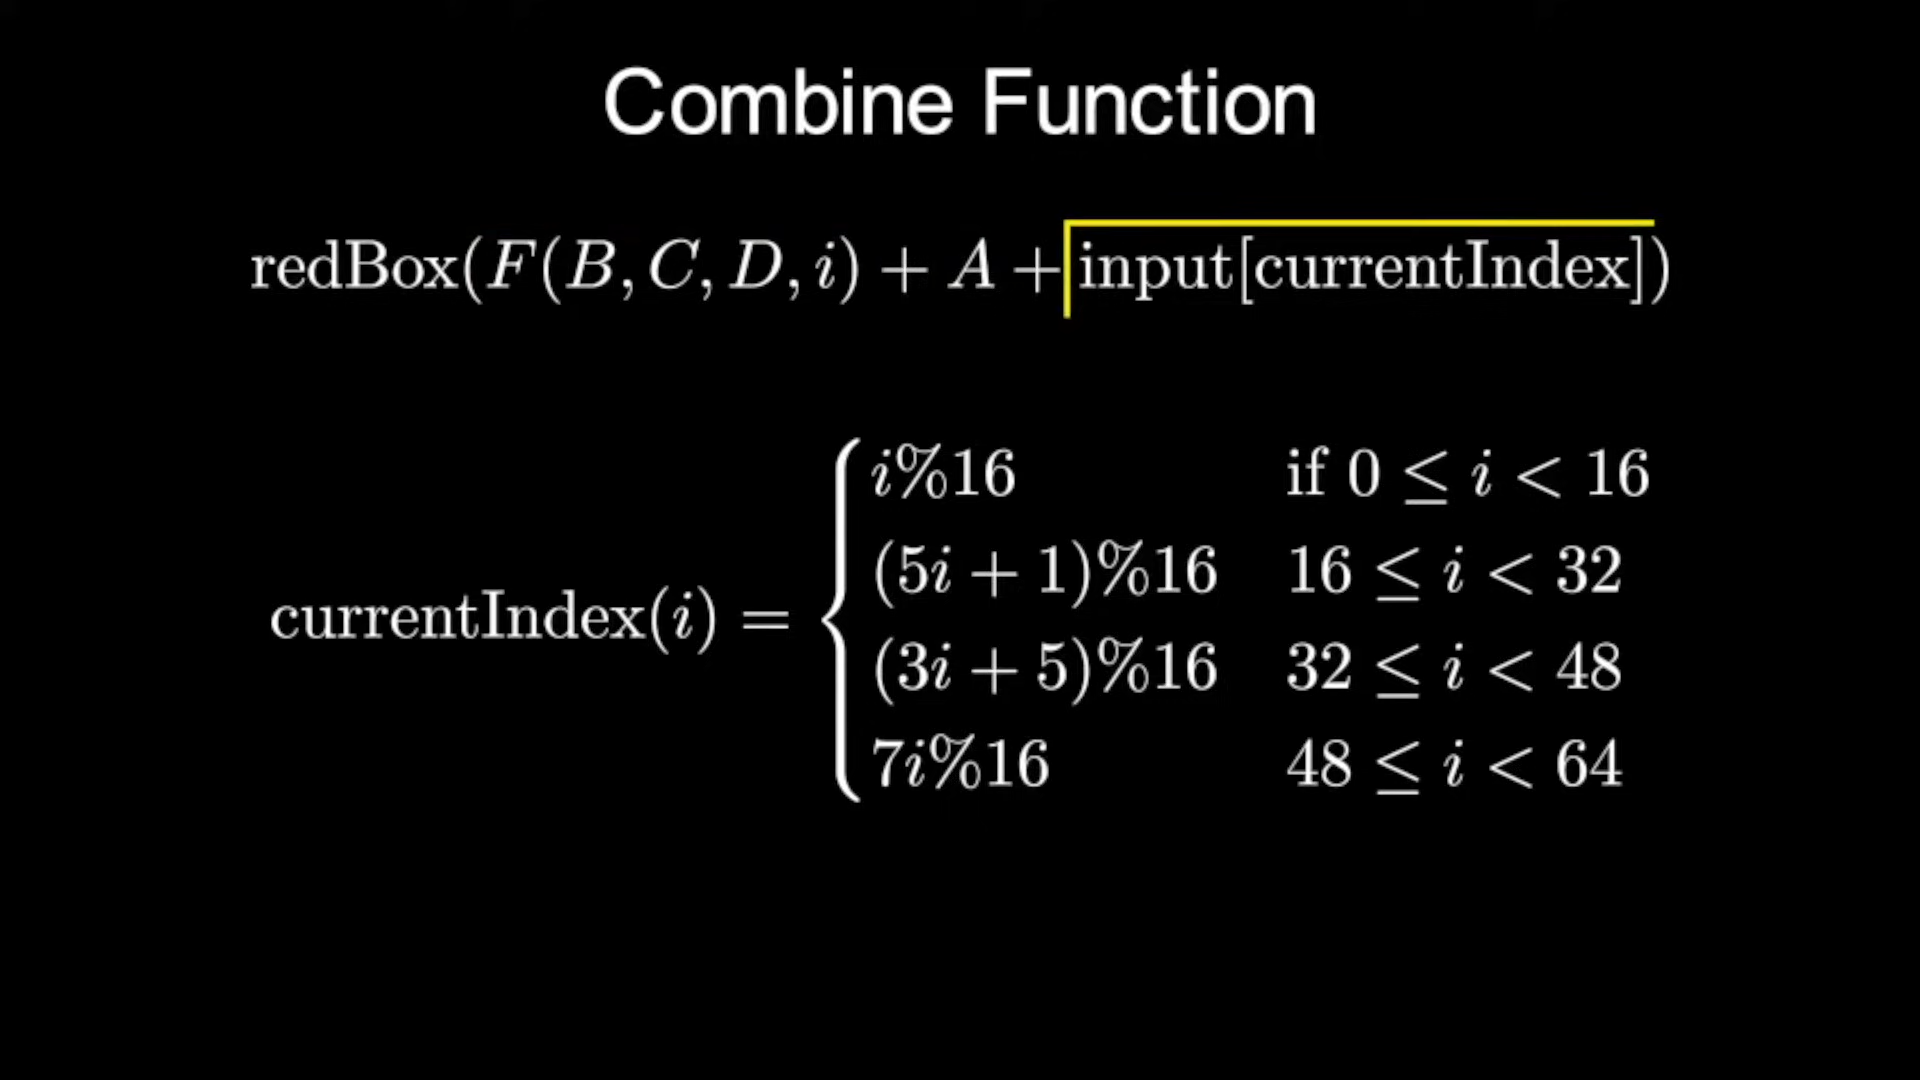 Combine Function
redBox(F(B, C, D, i) + A + input[currentIndex])
i%16 if 0 ≤ i < 16
(5i + 1)%16 16 ≤ i < 32
currentIndex(i) =
(3i + 5)%16 32 ≤ i < 48
7i%16 48 ≤ i < 64